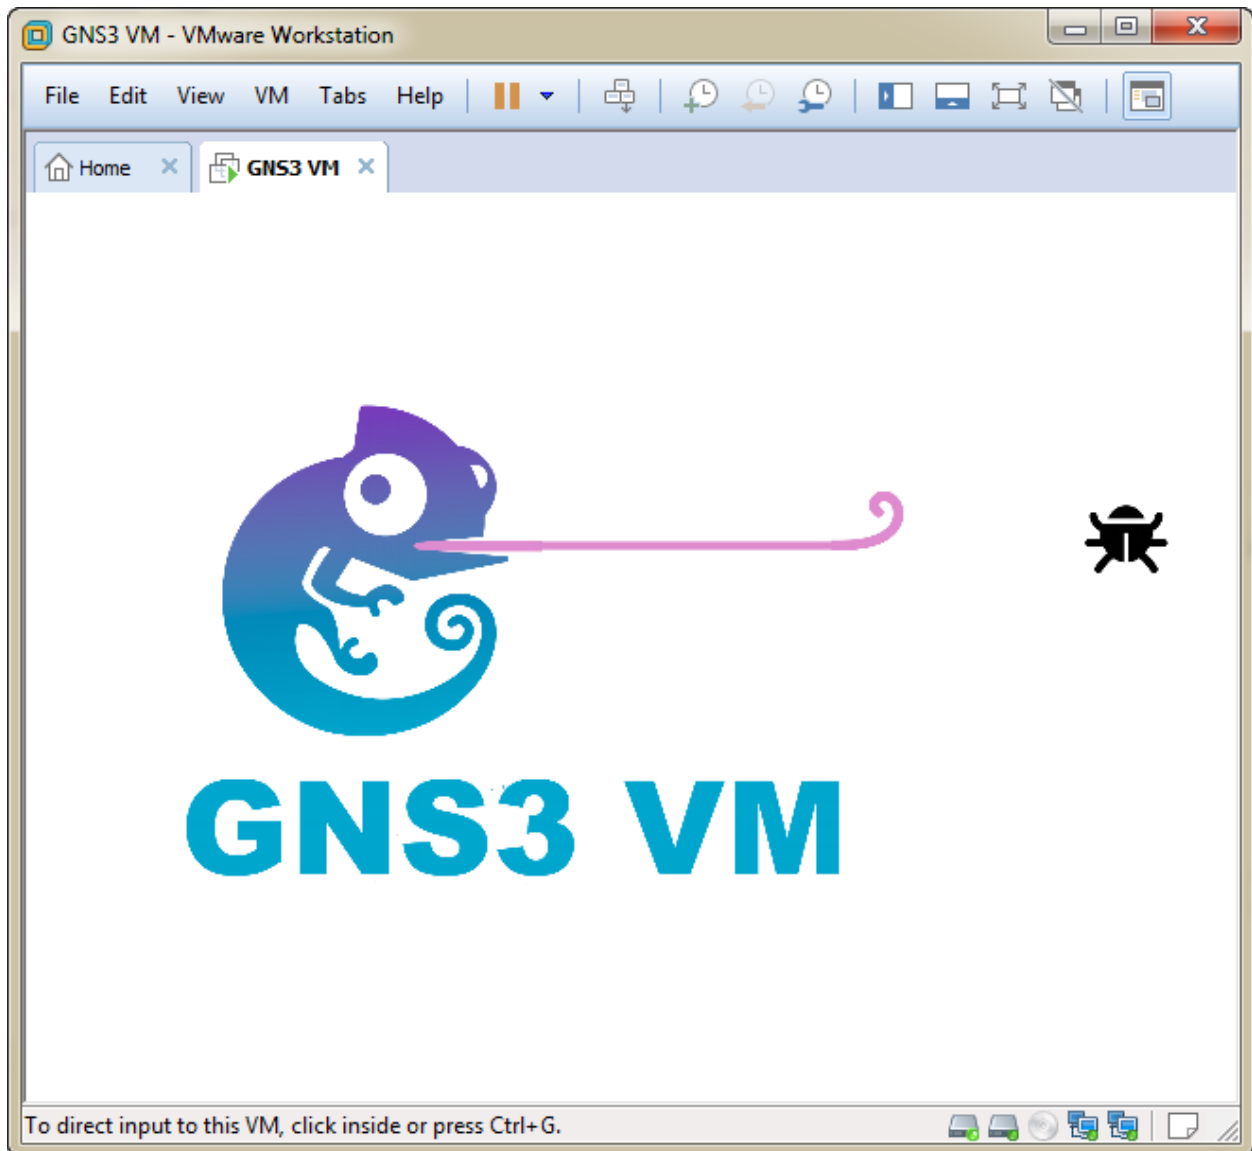 GNS3 VM - VMware Workstation
File Edit View VM Tabs Help
Home GNS3 VM
GNS3 VM
To direct input to this VM, click inside or press Ctrl+G.